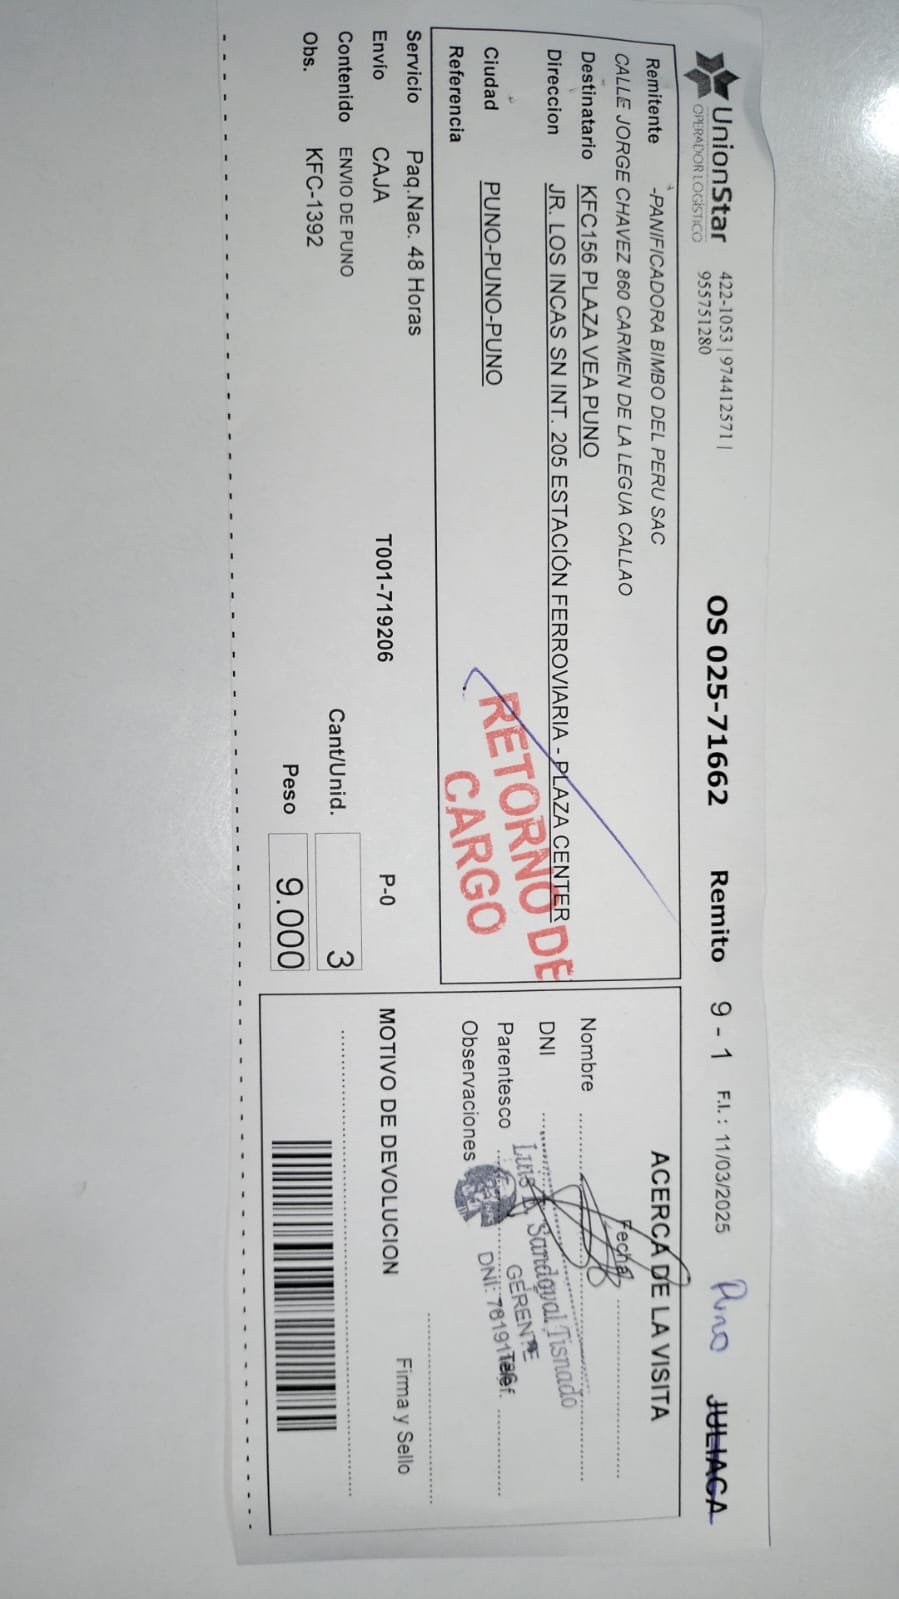 UnionStar
OPERADOR LOGÍSTICO
422-1053 | 974412571 |
955751280
OS 025-71662 Remito 9 - 1 F.I. : 11/03/2025 Puno JULIACA
Remitente -PANIFICADORA BIMBO DEL PERU SAC
CALLE JORGE CHAVEZ 860 CARMEN DE LA LEGUA CALLAO
Destinatario KFC156 PLAZA VEA PUNO
Direccion JR. LOS INCAS SN INT. 205 ESTACIÓN FERROVIARIA - PLAZA CENTER
Ciudad PUNO-PUNO-PUNO
Referencia
RETORNO DE
CARGO
Servicio Paq.Nac. 48 Horas
Envío CAJA T001-719206 P-0
Contenido ENVIO DE PUNO Cant/Unid. 3
Obs. KFC-1392 Peso 9.000
ACERCA DE LA VISITA
Fecha
Nombre
DNI
Parentesco Telef.
Observaciones
Luis D. Sandoval Tisnado
GERENTE
DNI:
Firma y Sello
MOTIVO DE DEVOLUCION